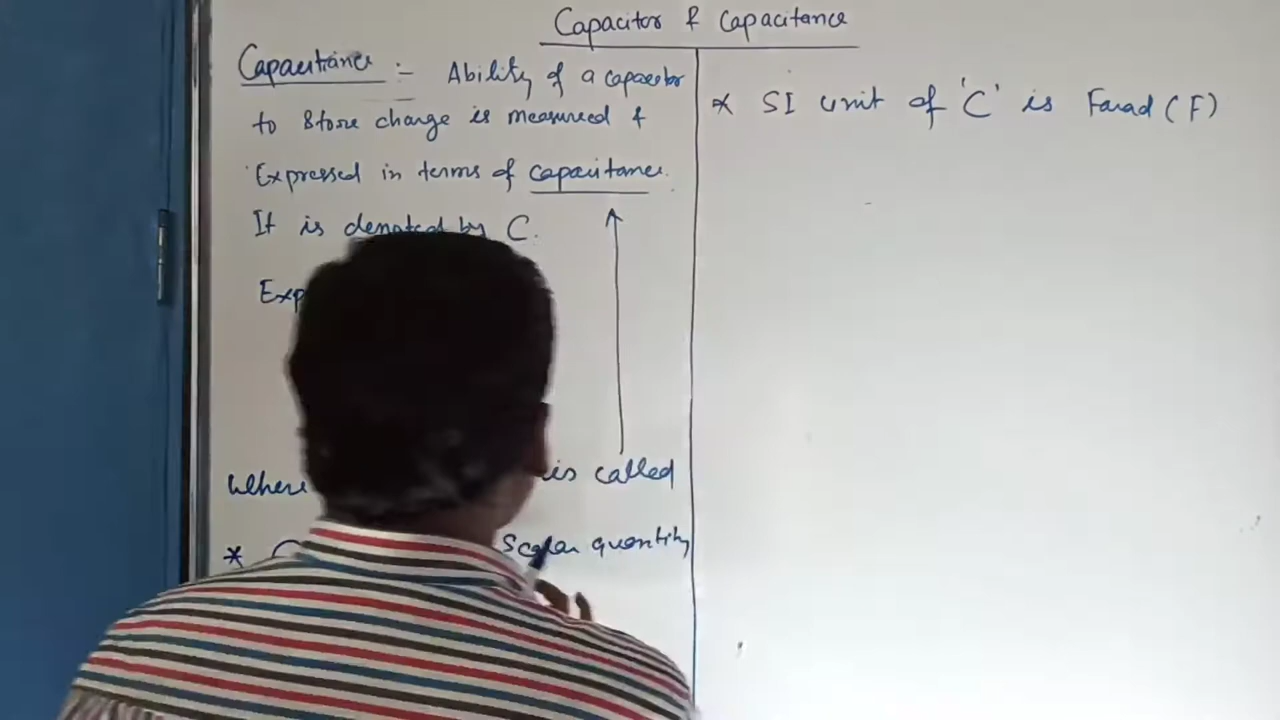 Capacitor & Capacitance
Capacitance :- Ability of a capacitor
to store charge is measured &
Expressed in terms of capacitance.
It is denoted by C.
Where is called
* Scalar quantity
* SI unit of 'C' is Farad (F)